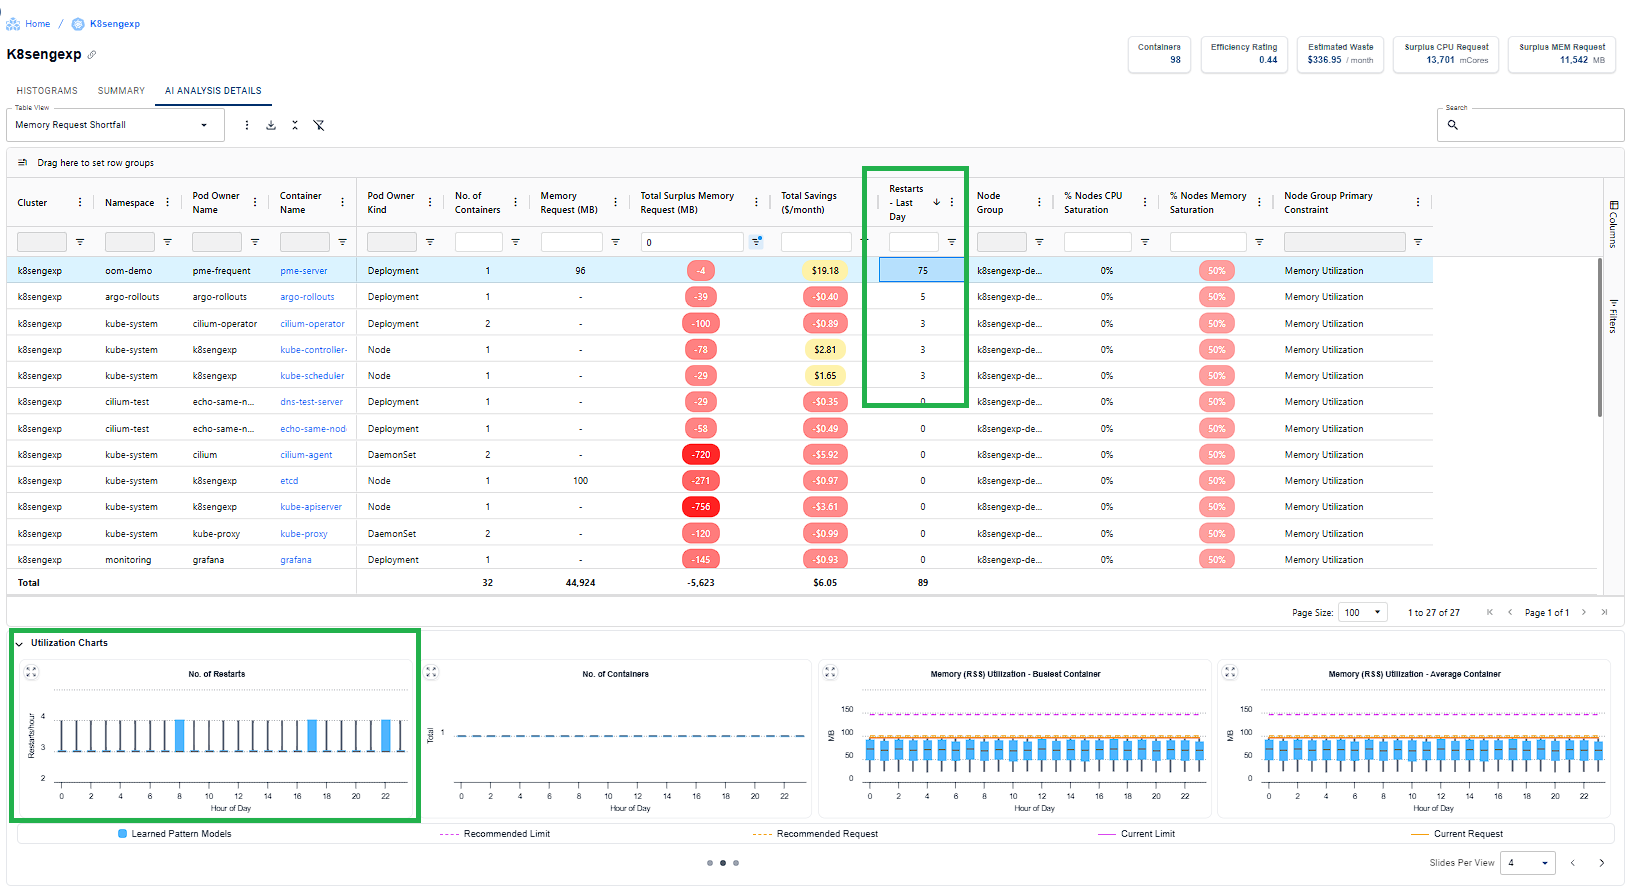 Home / K8sengexp
K8sengexp
Containers
98
Efficiency Rating
0.44
Estimated Waste
$336.95 / month
Surplus CPU Request
13,701 mCores
Surplus MEM Request
11,542 MB
HISTOGRAMS SUMMARY AI ANALYSIS DETAILS
Table View
Memory Request Shortfall
Search
Drag here to set row groups
Cluster Namespace Pod Owner Name Container Name Pod Owner Kind No. of Containers Memory Request (MB) Total Surplus Memory Request (MB) Total Savings ($/month) Restarts - Last Day Node Group % Nodes CPU Saturation % Nodes Memory Saturation Node Group Primary Constraint
0
k8sengexp oom-demo pme-frequent pme-server Deployment 1 96 -4 $19.18 75 k8sengexp-de... 0% 50% Memory Utilization
k8sengexp argo-rollouts argo-rollouts argo-rollouts Deployment 1 - -39 -$0.40 5 k8sengexp-de... 0% 50% Memory Utilization
k8sengexp kube-system cilium-operator cilium-operator Deployment 2 - -100 -$0.89 3 k8sengexp-de... 0% 50% Memory Utilization
k8sengexp kube-system k8sengexp kube-controller- Node 1 - -78 $2.81 3 k8sengexp-de... 0% 50% Memory Utilization
k8sengexp kube-system k8sengexp kube-scheduler Node 1 - -29 $1.65 3 k8sengexp-de... 0% 50% Memory Utilization
k8sengexp cilium-test echo-same-n... dns-test-server Deployment 1 - -29 -$0.35 0 k8sengexp-de... 0% 50% Memory Utilization
k8sengexp cilium-test echo-same-n... echo-same-nod Deployment 1 - -58 -$0.49 0 k8sengexp-de... 0% 50% Memory Utilization
k8sengexp kube-system cilium cilium-agent DaemonSet 2 - -720 -$5.92 0 k8sengexp-de... 0% 50% Memory Utilization
k8sengexp kube-system k8sengexp etcd Node 1 100 -271 -$0.97 0 k8sengexp-de... 0% 50% Memory Utilization
k8sengexp kube-system k8sengexp kube-apiserver Node 1 - -756 -$3.61 0 k8sengexp-de... 0% 50% Memory Utilization
k8sengexp kube-system kube-proxy kube-proxy DaemonSet 2 - -120 -$0.99 0 k8sengexp-de... 0% 50% Memory Utilization
k8sengexp monitoring grafana grafana Deployment 1 - -145 -$0.93 0 k8sengexp-de... 0% 50% Memory Utilization
Total 32 44,924 -5,623 $6.05 89
Columns
Filters
Page Size: 100 1 to 27 of 27 Page 1 of 1
Utilization Charts
No. of Restarts
Restarts/hour
4
3
2
0 2 4 6 8 10 12 14 16 18 20 22
Hour of Day
No. of Containers
Total
1
0 2 4 6 8 10 12 14 16 18 20 22
Hour of Day
Memory (RSS) Utilization - Busiest Container
MB
150
100
50
0
0 2 4 6 8 10 12 14 16 18 20 22
Hour of Day
Memory (RSS) Utilization - Average Container
MB
150
100
50
0
0 2 4 6 8 10 12 14 16 18 20 22
Hour of Day
Learned Pattern Models Recommended Limit Recommended Request Current Limit Current Request
Slides Per View 4